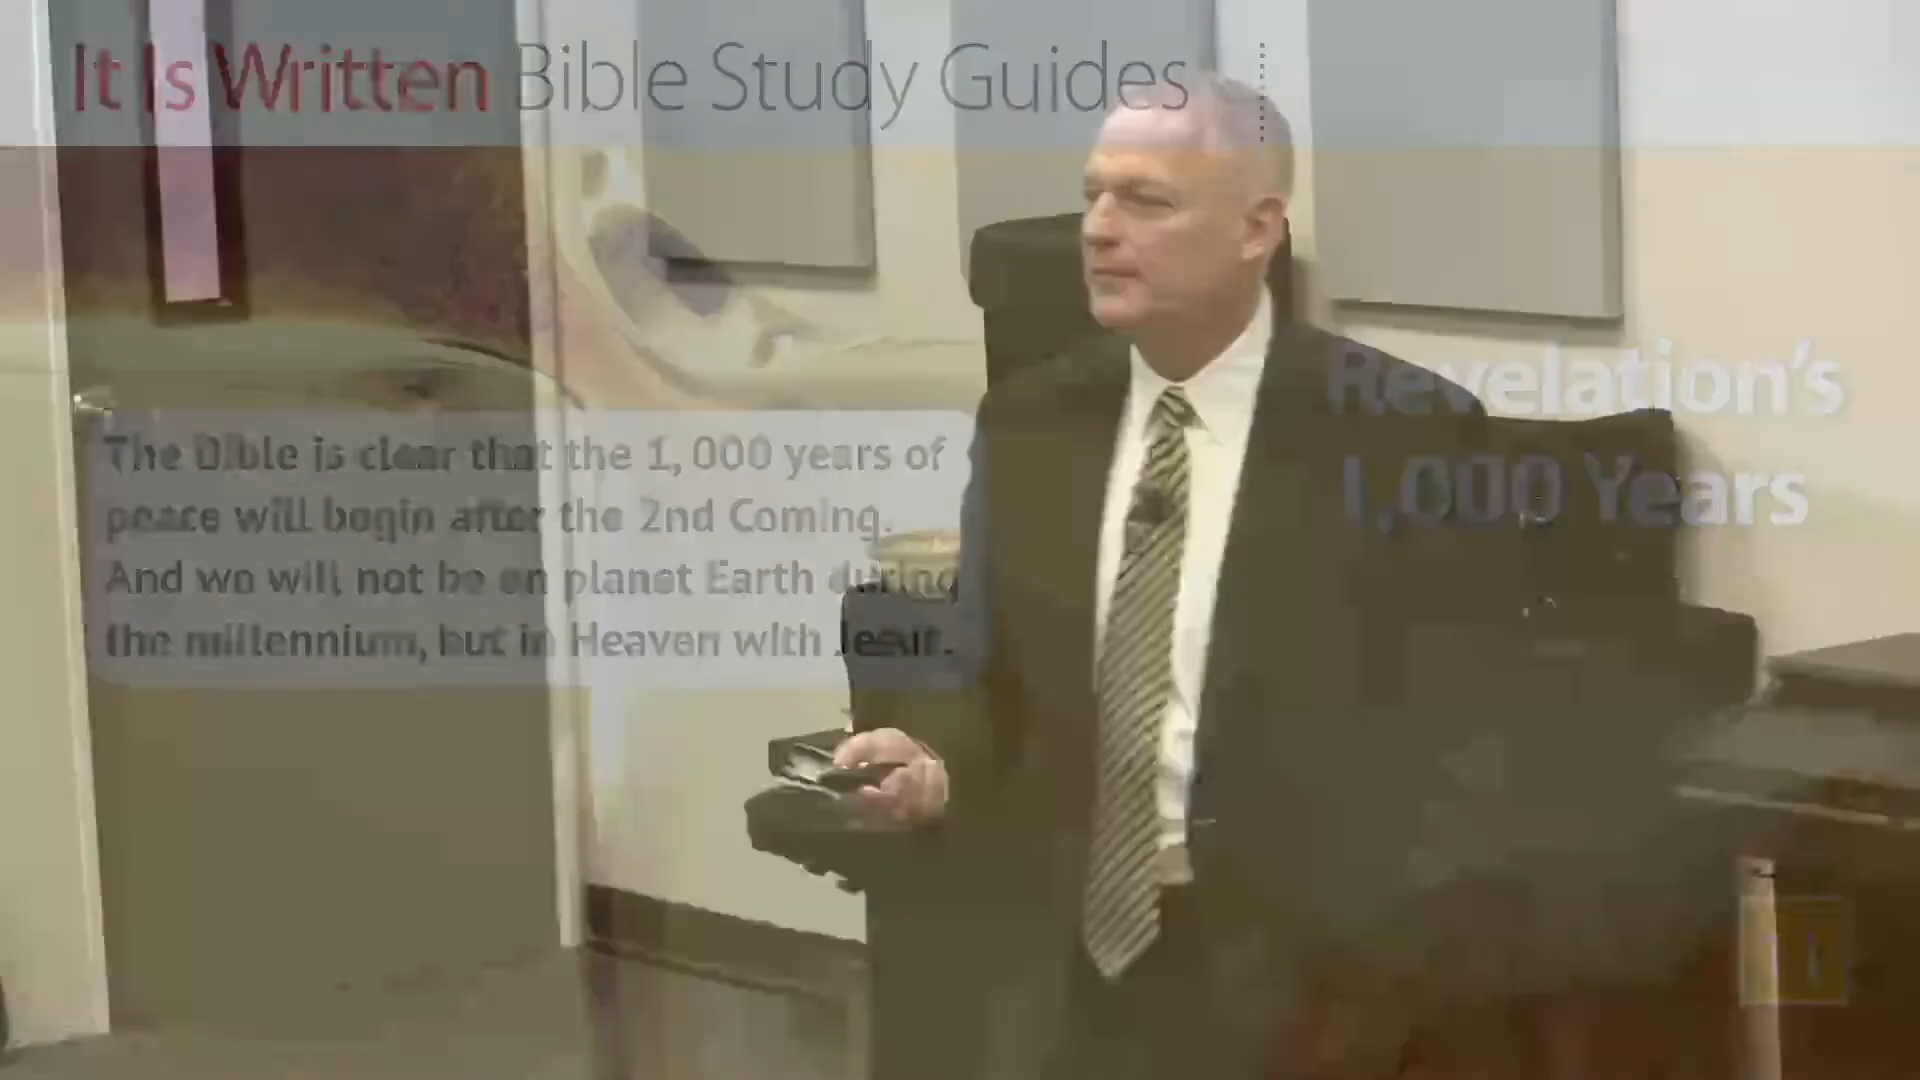 It Is Written Bible Study Guides
Revelation's
1,000 Years
The Bible is clear that the 1,000 years of
peace will begin after the 2nd Coming.
And we will not be on planet Earth during
the millennium, but in Heaven with Jesus.